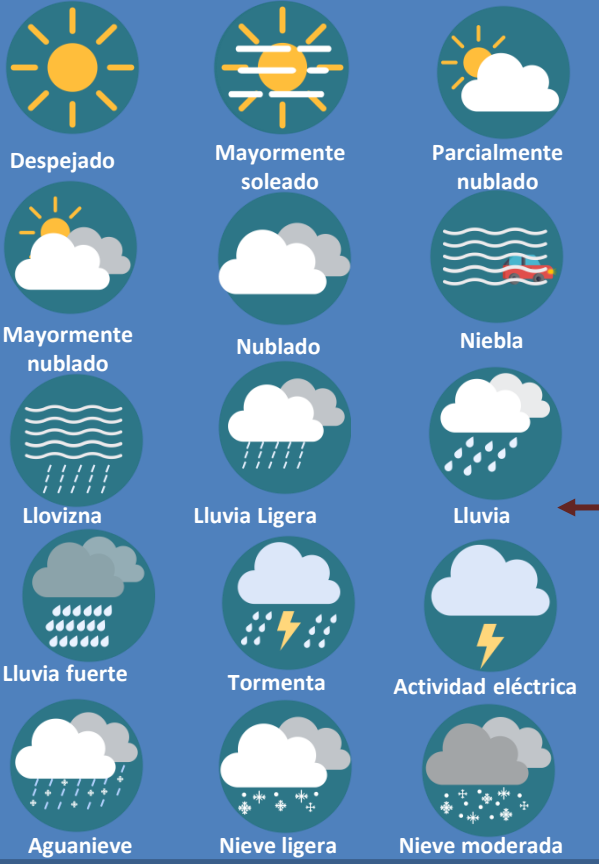 Despejado
Mayormente
soleado
Parcialmente
nublado
Mayormente
nublado
Nublado
Niebla
Llovizna
Lluvia Ligera
Lluvia
Lluvia fuerte
Tormenta
Actividad eléctrica
Aguanieve
Nieve ligera
Nieve moderada